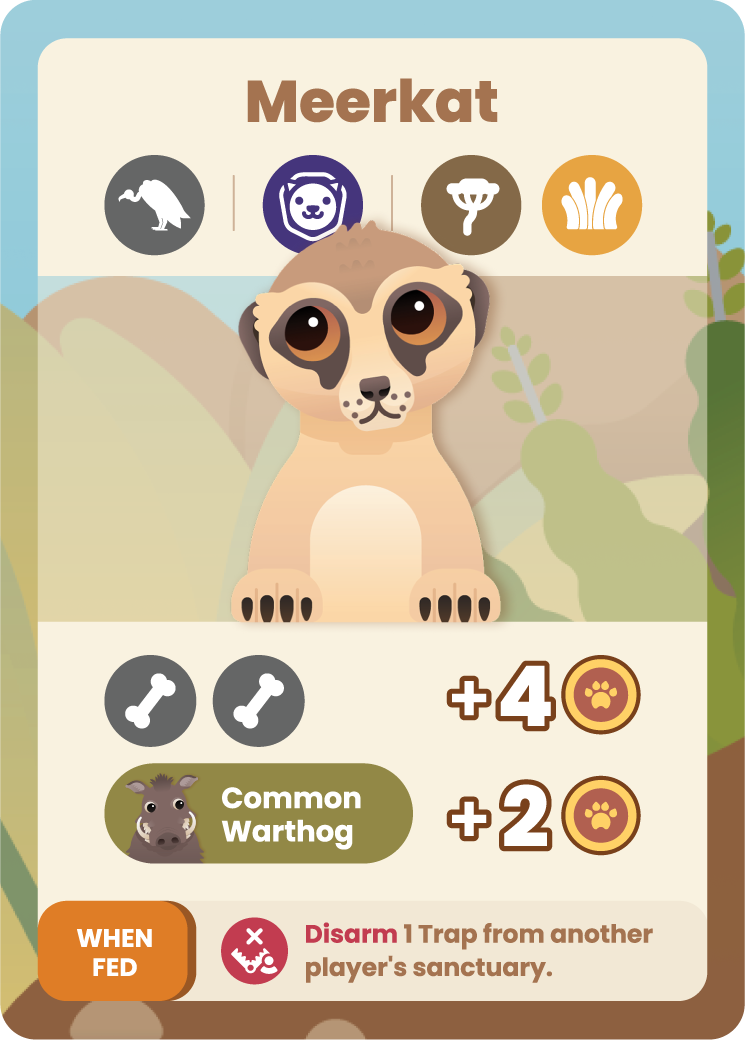 Meerkat
+4
Common
Warthog
+2
WHEN
FED
Disarm 1 Trap from another
player's sanctuary.